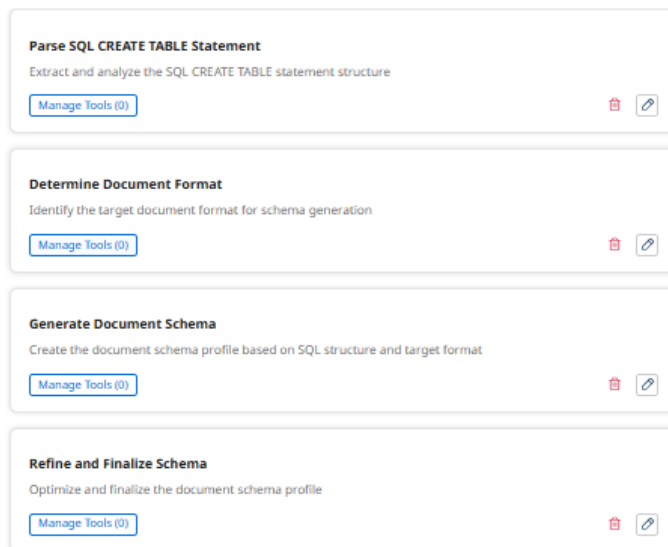 Parse SQL CREATE TABLE Statement
Extract and analyze the SQL CREATE TABLE statement structure
Manage Tools (0)
Determine Document Format
Identify the target document format for schema generation
Manage Tools (0)
Generate Document Schema
Create the document schema profile based on SQL structure and target format
Manage Tools (0)
Refine and Finalize Schema
Optimize and finalize the document schema profile
Manage Tools (0)